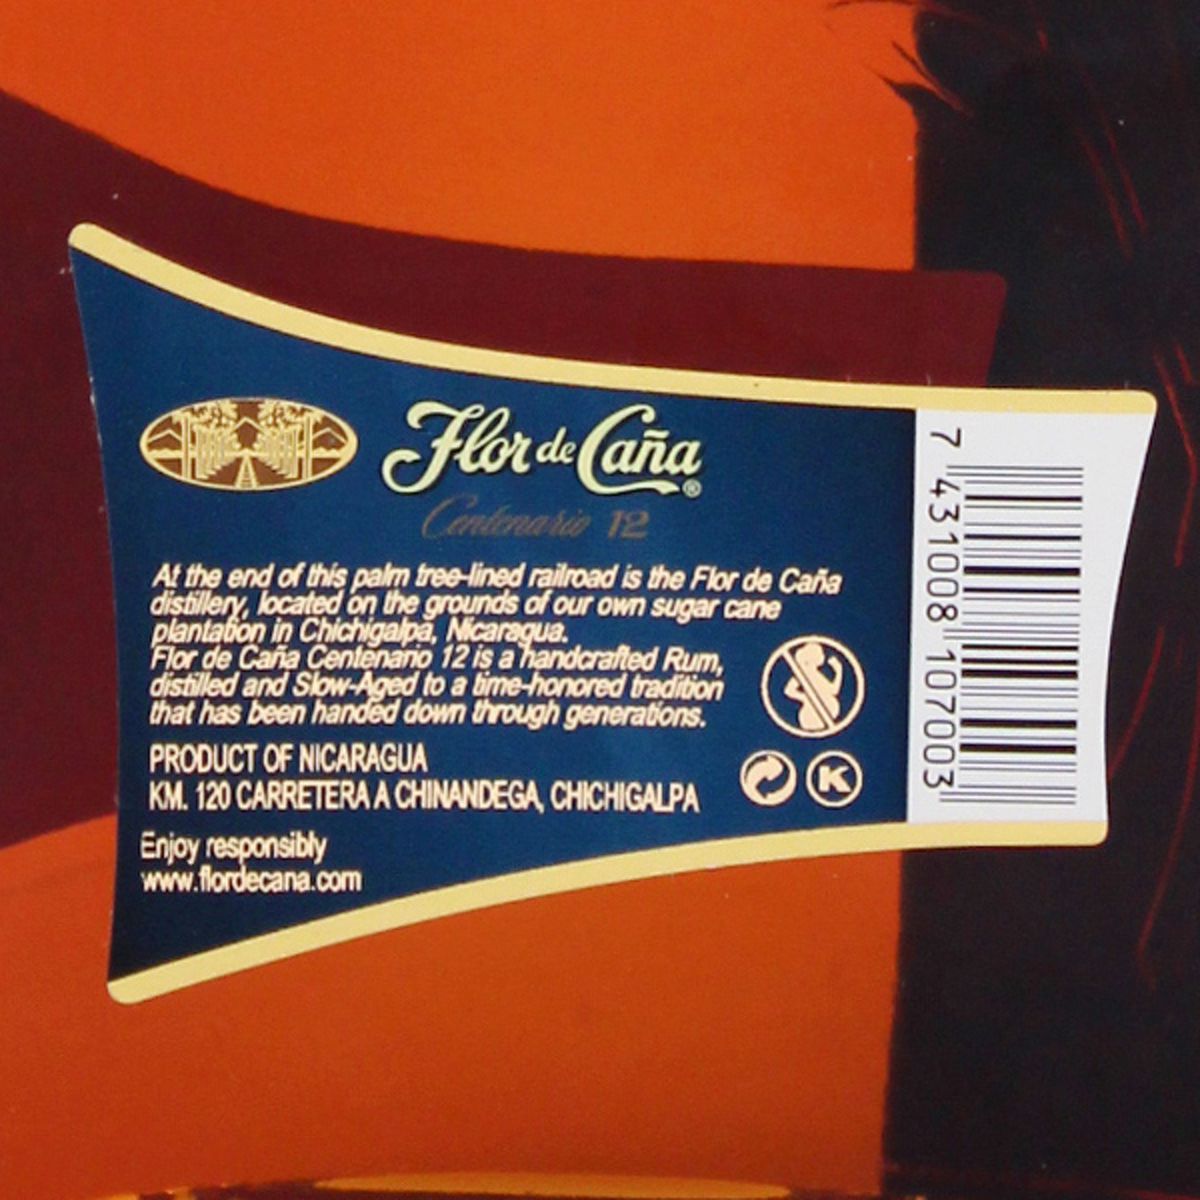 Flor de Caña ®
Centenario 12
At the end of this palm tree-lined railroad is the Flor de Caña
distillery, located on the grounds of our own sugar cane
plantation in Chichigalpa, Nicaragua.
Flor de Caña Centenario 12 is a handcrafted Rum,
distilled and Slow-Aged to a time-honored tradition
that has been handed down through generations.
PRODUCT OF NICARAGUA
KM. 120 CARRETERA A CHINANDEGA, CHICHIGALPA
K
Enjoy responsibly
www.flordecana.com
7 431008 107003